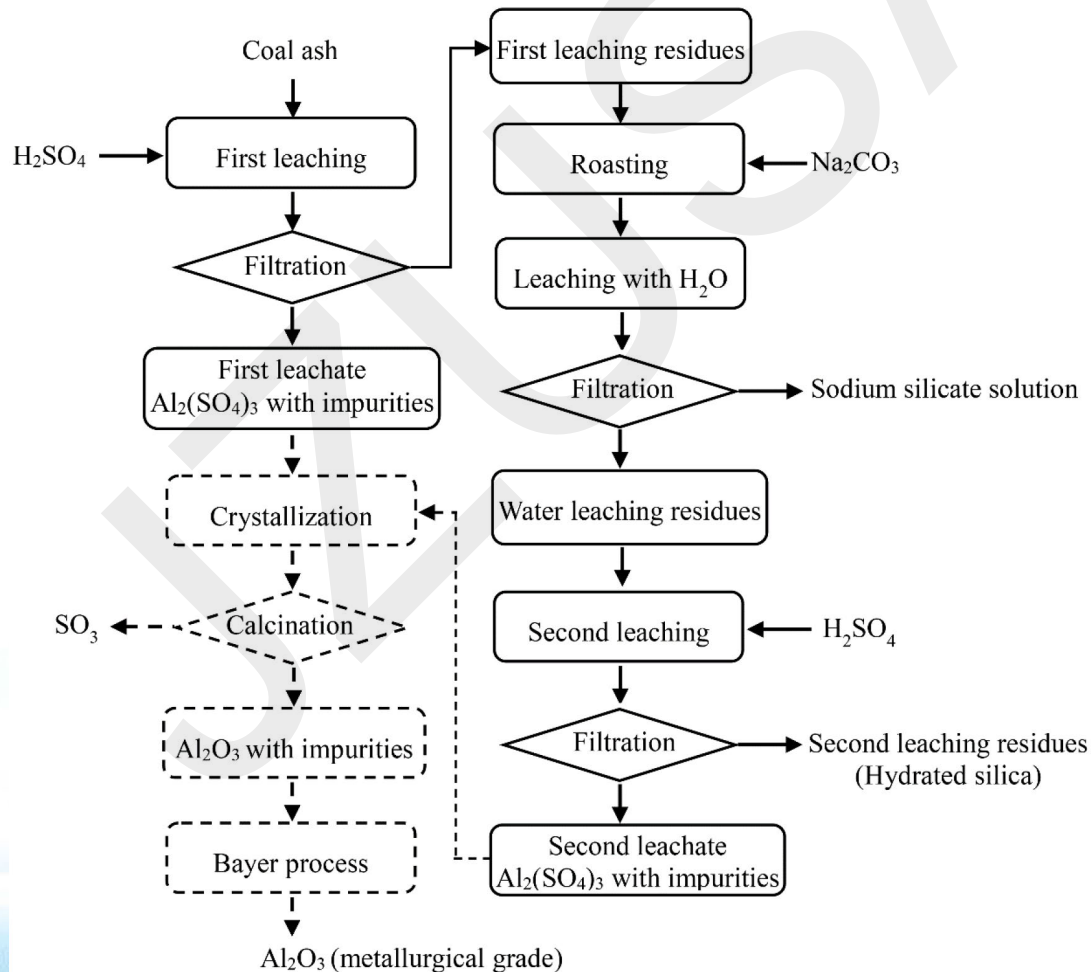 Coal ash
H₂SO₄
First leaching
Filtration
First leachate
Al₂(SO₄)₃ with impurities
Crystallization
SO₃
Calcination
Al₂O₃ with impurities
Bayer process
Al₂O₃ (metallurgical grade)
First leaching residues
Roasting
Na₂CO₃
Leaching with H₂O
Filtration
Sodium silicate solution
Water leaching residues
Second leaching
H₂SO₄
Filtration
Second leaching residues
(Hydrated silica)
Second leachate
Al₂(SO₄)₃ with impurities
JZUSA